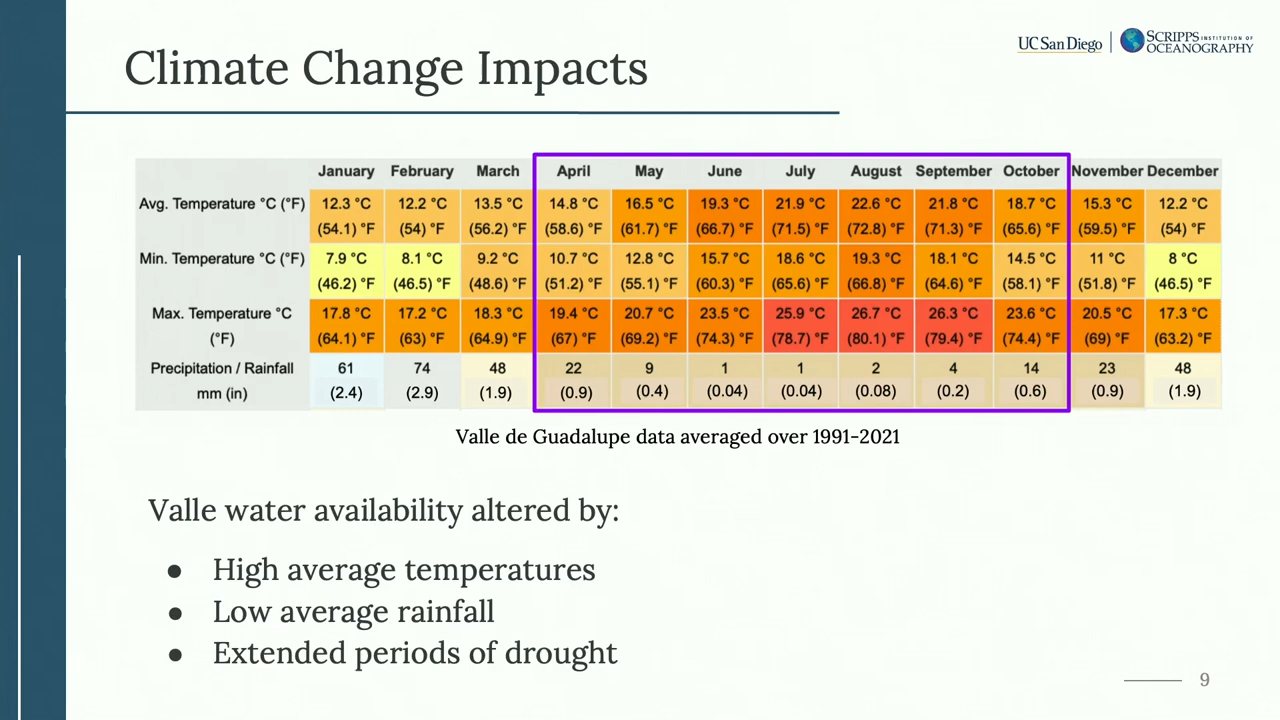 Climate Change Impacts
UC San Diego | SCRIPPS INSTITUTION OF OCEANOGRAPHY
January February March April May June July August September October November December
Avg. Temperature °C (°F) 12.3 °C (54.1) °F 12.2 °C (54) °F 13.5 °C (56.2) °F 14.8 °C (58.6) °F 16.5 °C (61.7) °F 19.3 °C (66.7) °F 21.9 °C (71.5) °F 22.6 °C (72.8) °F 21.8 °C (71.3) °F 18.7 °C (65.6) °F 15.3 °C (59.5) °F 12.2 °C (54) °F
Min. Temperature °C (°F) 7.9 °C (46.2) °F 8.1 °C (46.5) °F 9.2 °C (48.6) °F 10.7 °C (51.2) °F 12.8 °C (55.1) °F 15.7 °C (60.3) °F 18.6 °C (65.6) °F 19.3 °C (66.8) °F 18.1 °C (64.6) °F 14.5 °C (58.1) °F 11 °C (51.8) °F 8 °C (46.5) °F
Max. Temperature °C (°F) 17.8 °C (64.1) °F 17.2 °C (63) °F 18.3 °C (64.9) °F 19.4 °C (67) °F 20.7 °C (69.2) °F 23.5 °C (74.3) °F 25.9 °C (78.7) °F 26.7 °C (80.1) °F 26.3 °C (79.4) °F 23.6 °C (74.4) °F 20.5 °C (69) °F 17.3 °C (63.2) °F
Precipitation / Rainfall mm (in) 61 (2.4) 74 (2.9) 48 (1.9) 22 (0.9) 9 (0.4) 1 (0.04) 1 (0.04) 2 (0.08) 4 (0.2) 14 (0.6) 23 (0.9) 48 (1.9)
Valle de Guadalupe data averaged over 1991-2021
Valle water availability altered by:
● High average temperatures
● Low average rainfall
● Extended periods of drought
9